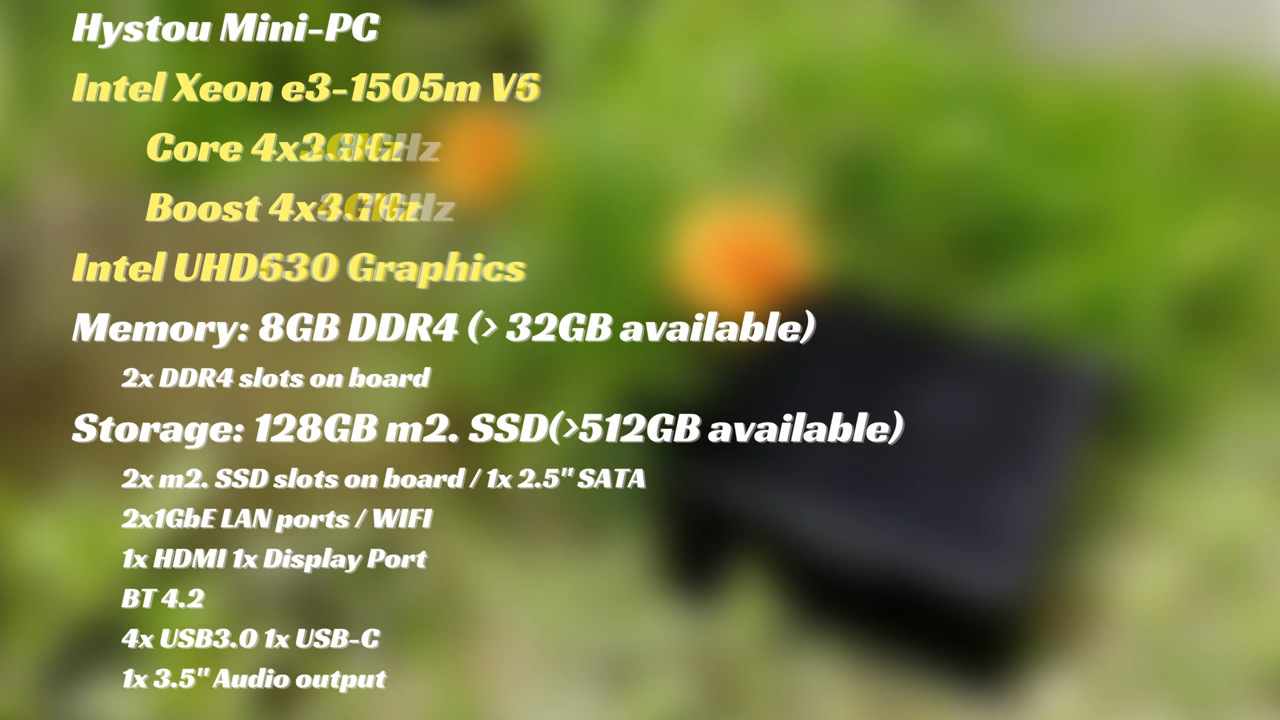 Hystou Mini-PC
Intel Xeon e3-1505m V6
Core
Boost
Intel UHD630 Graphics
Memory: 8GB DDR4 (> 32GB available)
2x DDR4 slots on board
Storage: 128GB m2. SSD(>512GB available)
2x m2. SSD slots on board / 1x 2.5" SATA
2x1GbE LAN ports / WIFI
1x HDMI 1x Display Port
BT 4.2
4x USB3.0 1x USB-C
1x 3.5" Audio output